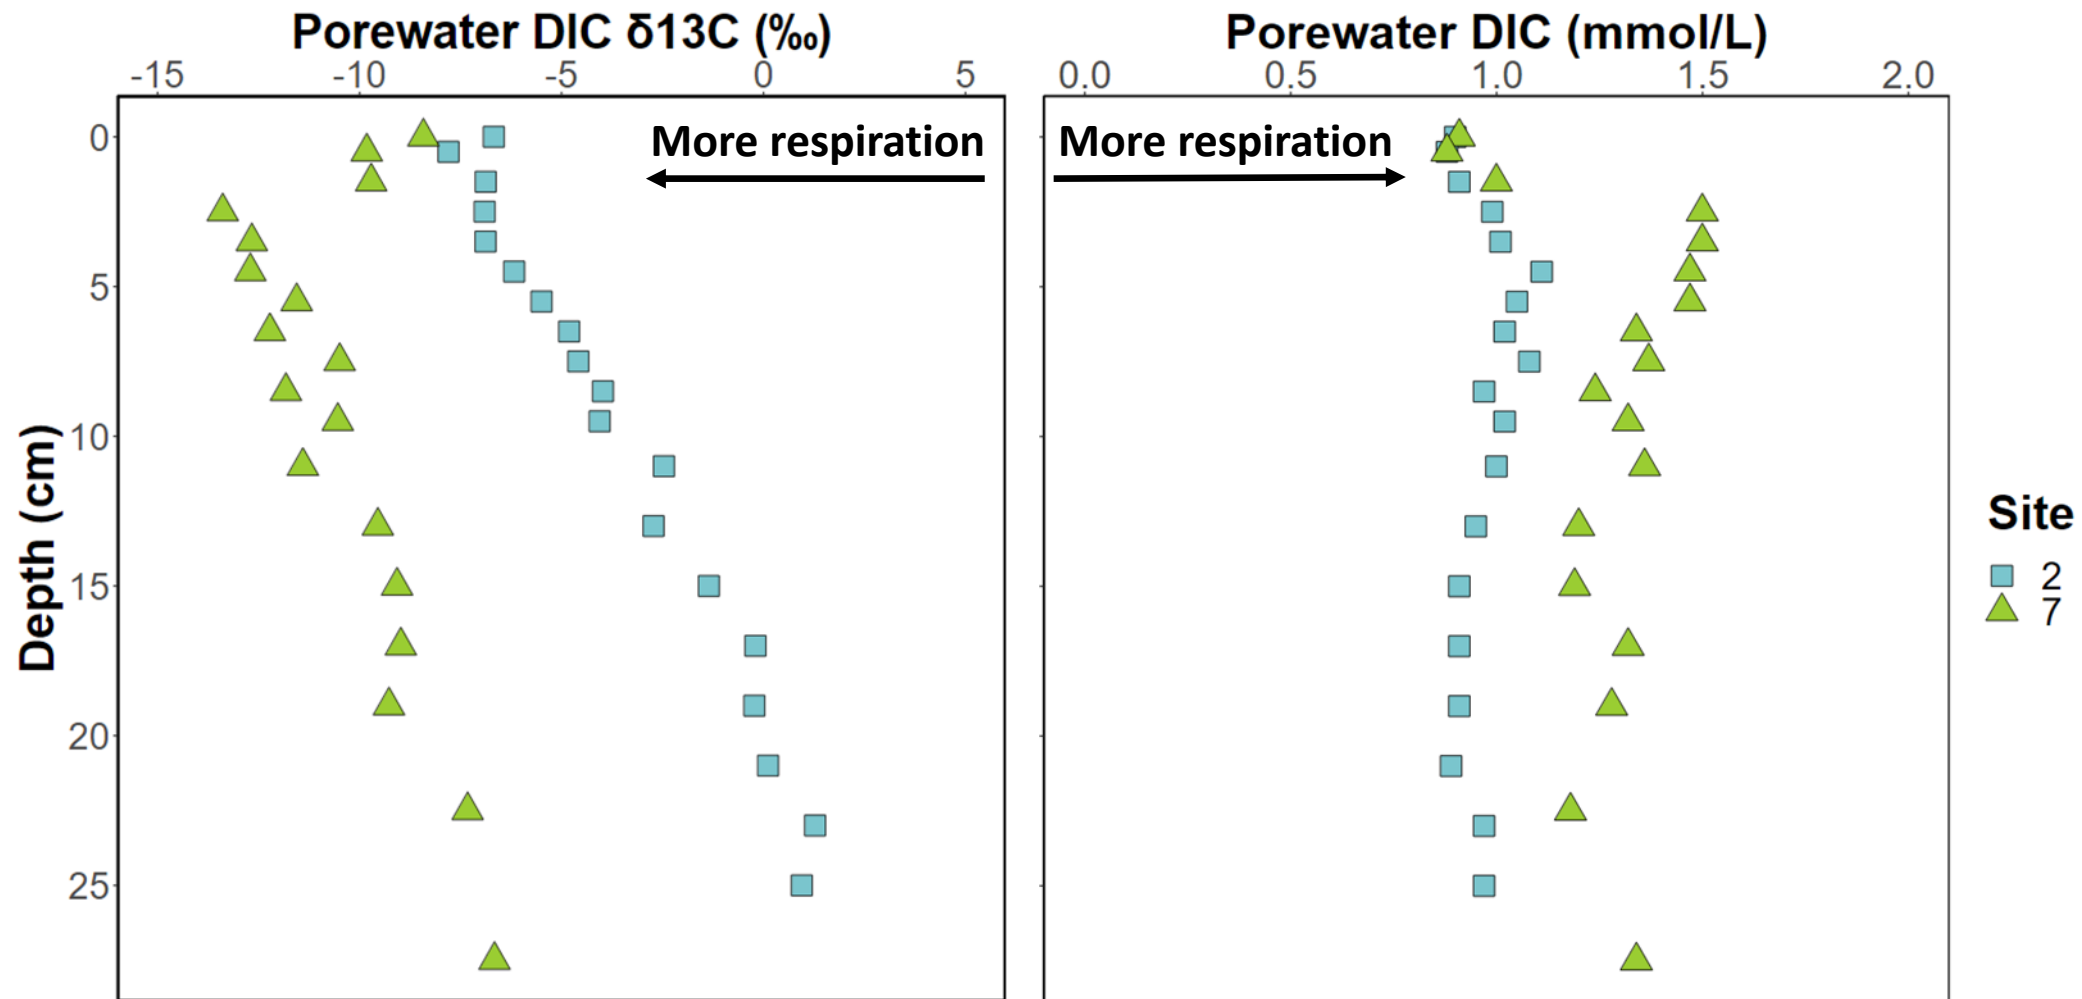 Porewater DIC δ13C (‰)
-15 -10 -5 0 5
More respiration
Depth (cm)
0
5
10
15
20
25
Porewater DIC (mmol/L)
0.0 0.5 1.0 1.5 2.0
More respiration
Site
2
7